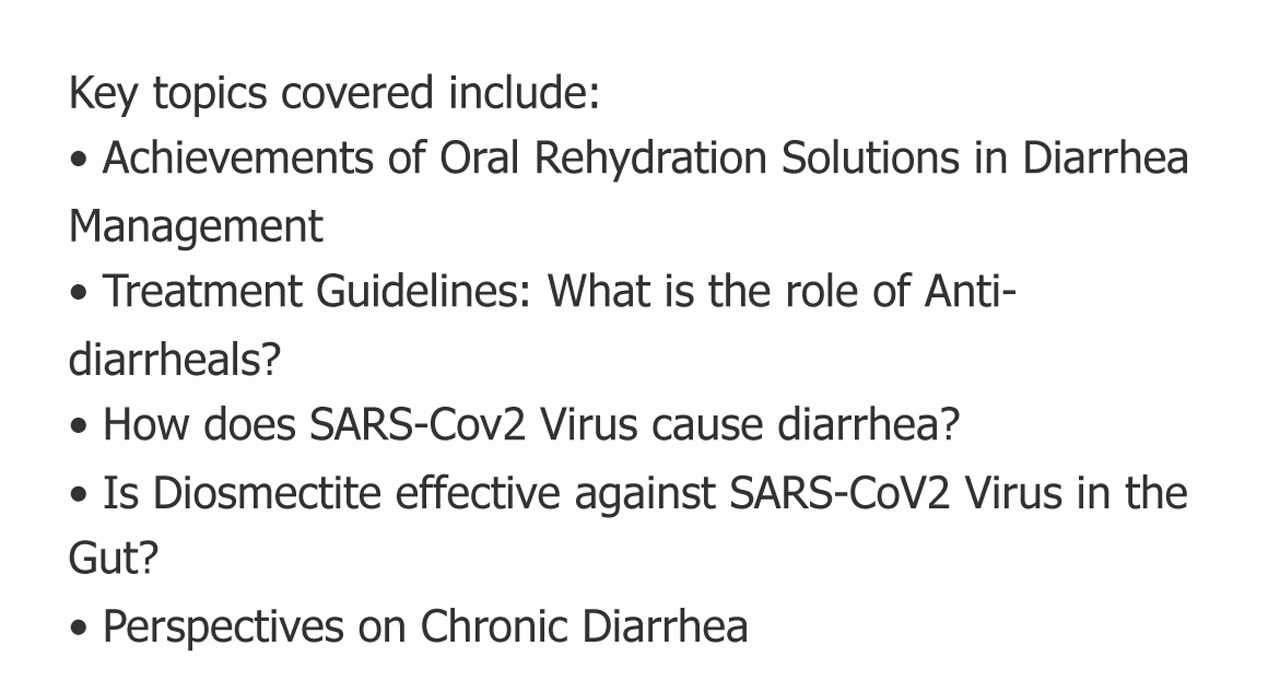 Key topics covered include:
• Achievements of Oral Rehydration Solutions in Diarrhea
Management
• Treatment Guidelines: What is the role of Anti-
diarrheals?
• How does SARS-Cov2 Virus cause diarrhea?
• Is Diosmectite effective against SARS-CoV2 Virus in the
Gut?
• Perspectives on Chronic Diarrhea